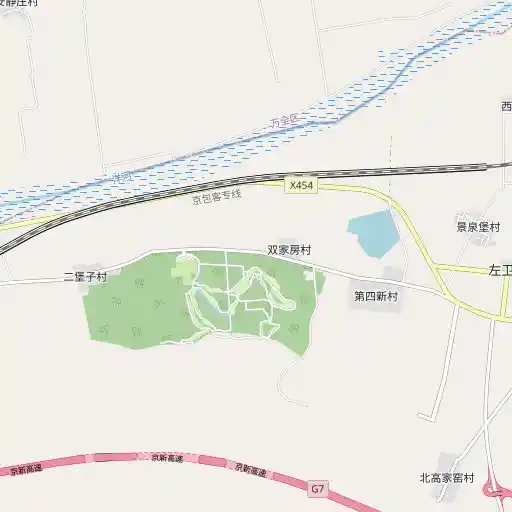 安静庄村
万全区
西
洋河
X454
京包客专线
景泉堡村
双家房村
左卫
二堡子村
第四新村
京新高速
京新高速
京新高速
北高家窑村
G7